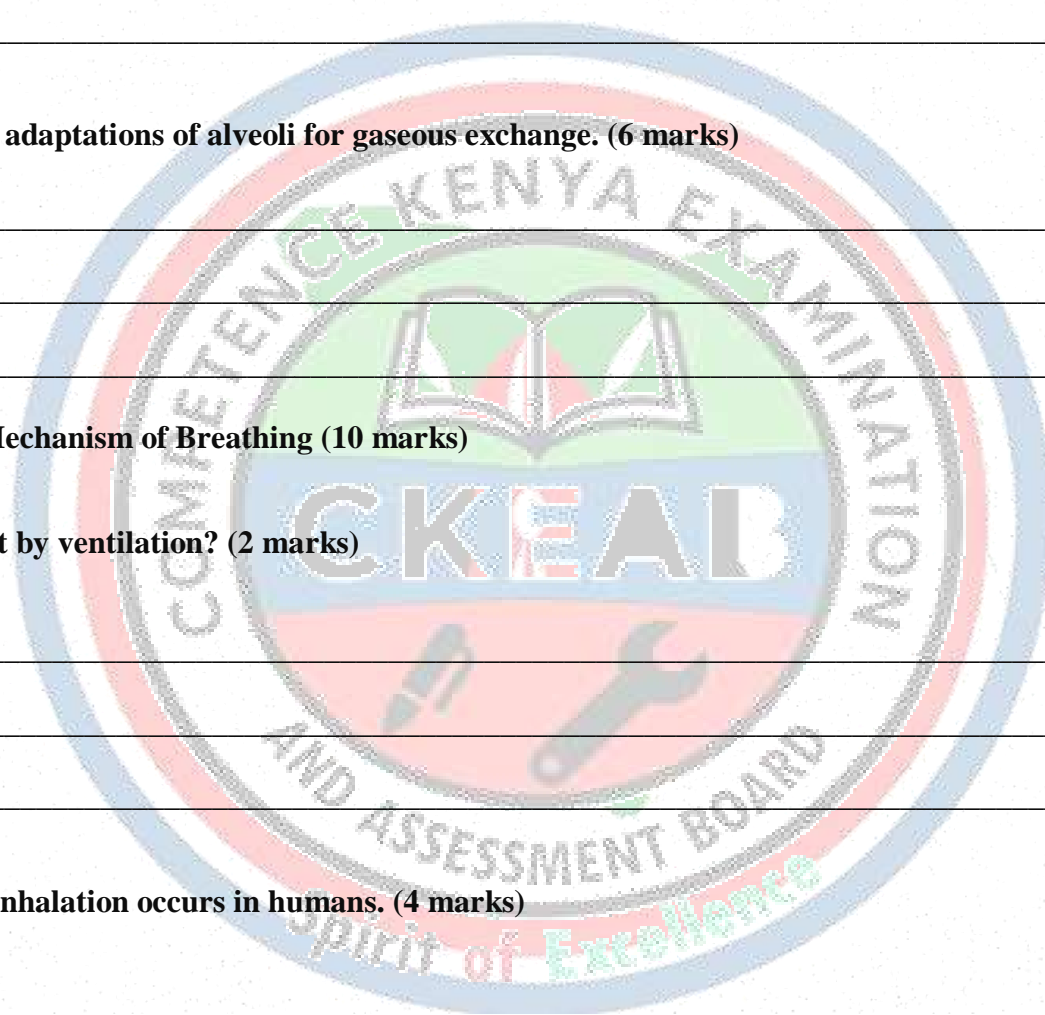 adaptations of alveoli for gaseous exchange. (6 marks)
COMPETENCE KENYA EXAMINATION
Mechanism of Breathing (10 marks)
CKEAB
t by ventilation? (2 marks)
AND ASSESSMENT BOARD
nhalation occurs in humans. (4 marks)
Spirit of Excellence